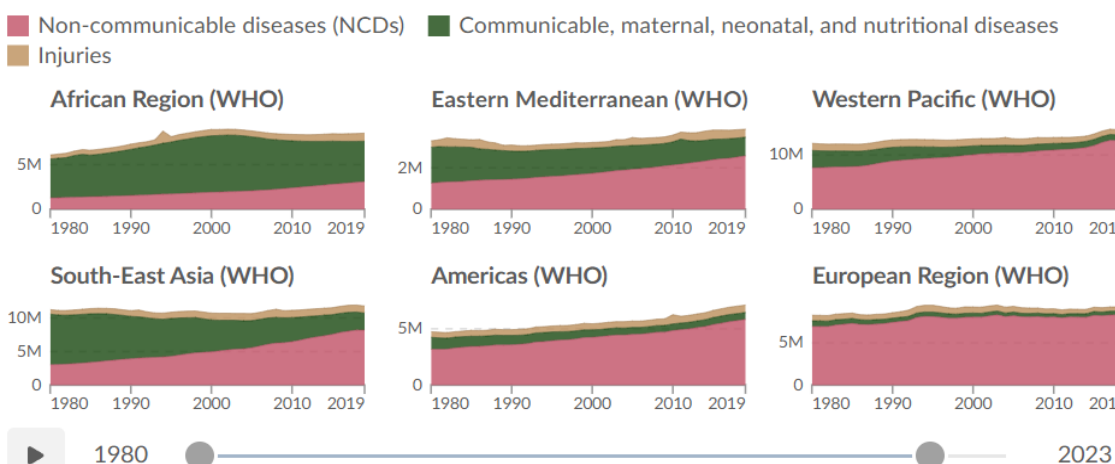 Non-communicable diseases (NCDs) Communicable, maternal, neonatal, and nutritional diseases
Injuries
African Region (WHO) Eastern Mediterranean (WHO) Western Pacific (WHO)
5M 2M 10M
0 0 0
1980 1990 2000 2010 2019 1980 1990 2000 2010 2019 1980 1990 2000 2010 201
South-East Asia (WHO) Americas (WHO) European Region (WHO)
10M
5M 5M 5M
0 0 0
1980 1990 2000 2010 2019 1980 1990 2000 2010 2019 1980 1990 2000 2010 201
1980 2023